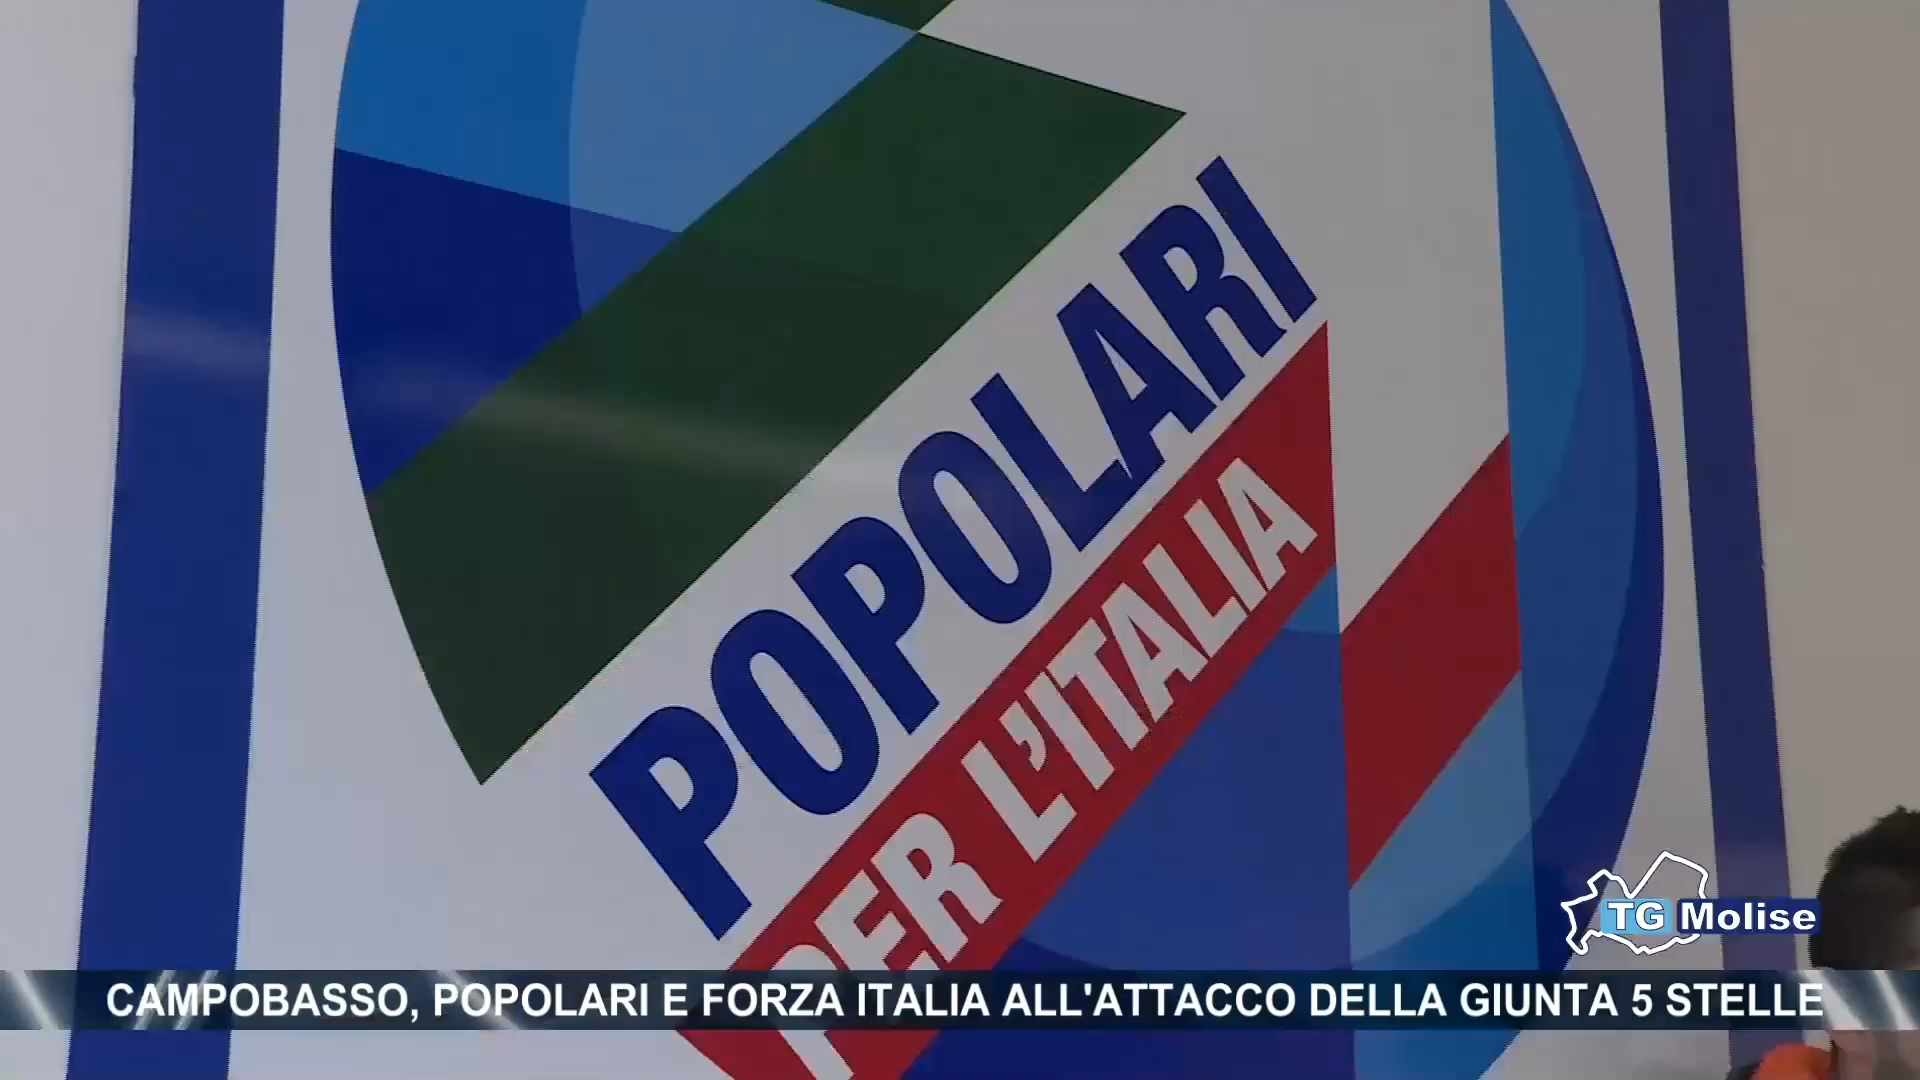 POPOLARI
PER L'ITALIA
TG Molise
CAMPOBASSO, POPOLARI E FORZA ITALIA ALL'ATTACCO DELLA GIUNTA 5 STELLE